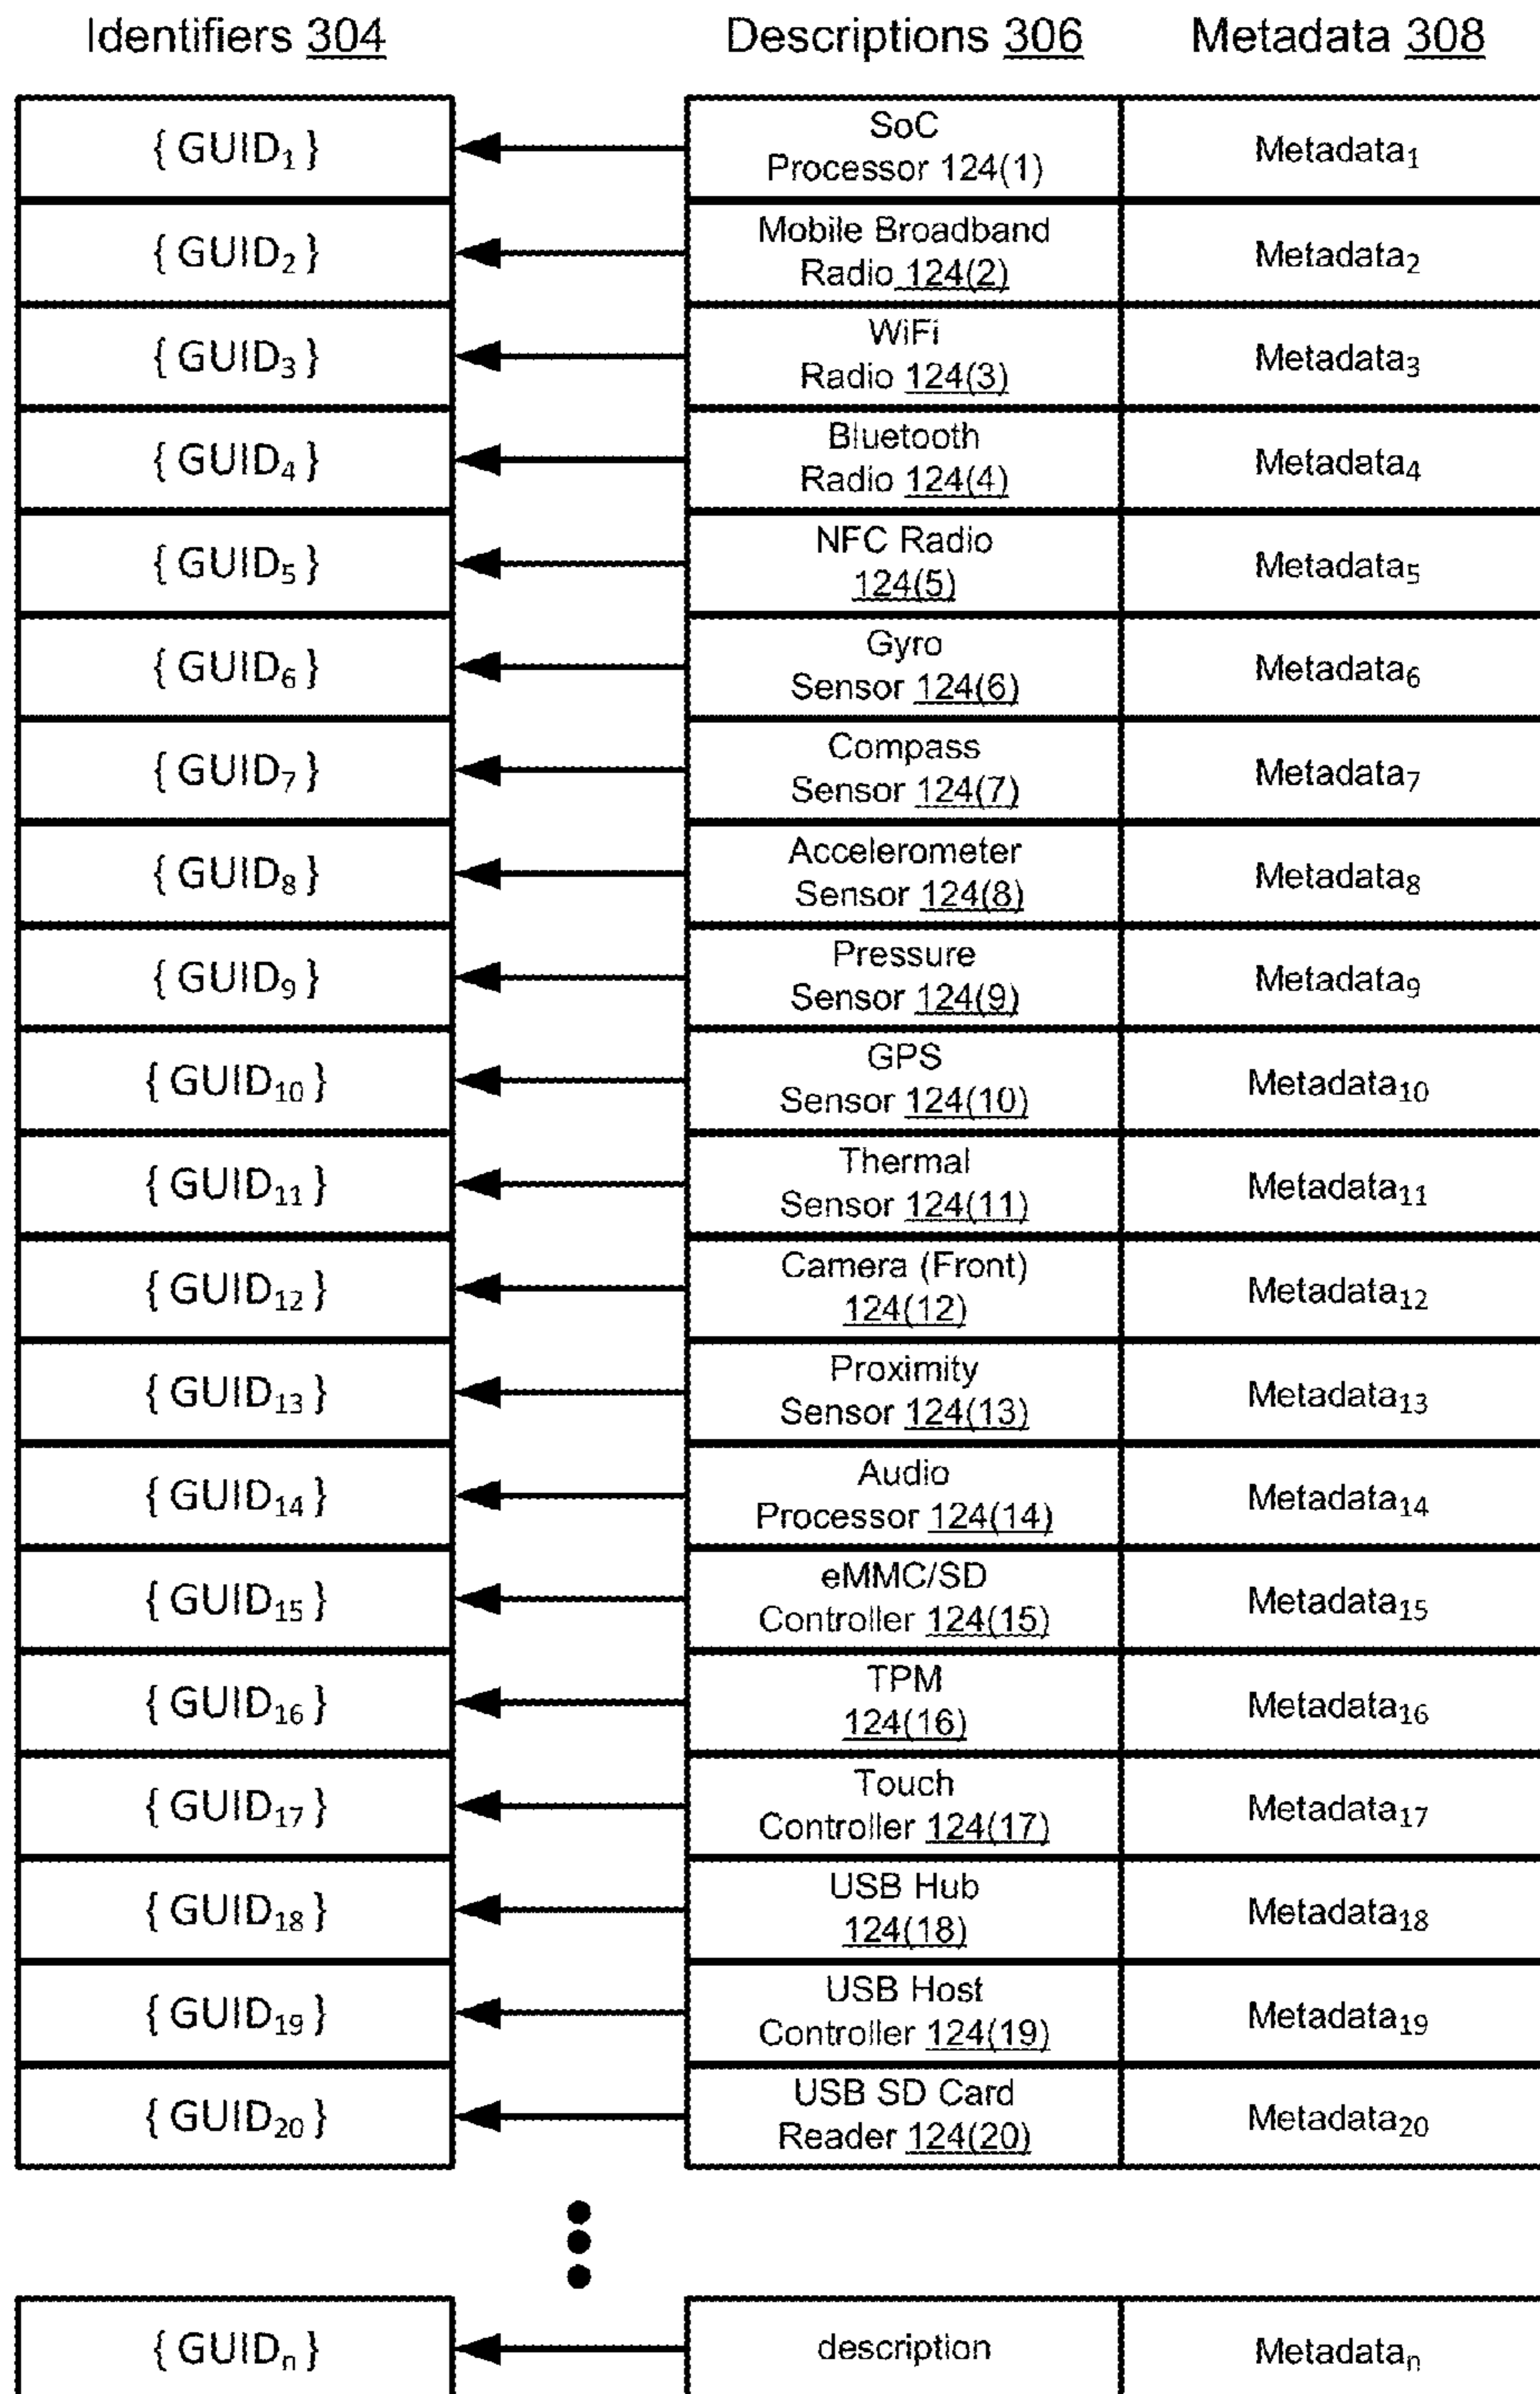 Identifiers 304 Descriptions 306 Metadata 308
{ GUID₁ } SoC Processor 124(1) Metadata₁
{ GUID₂ } Mobile Broadband Radio 124(2) Metadata₂
{ GUID₃ } WiFi Radio 124(3) Metadata₃
{ GUID₄ } Bluetooth Radio 124(4) Metadata₄
{ GUID₅ } NFC Radio 124(5) Metadata₅
{ GUID₆ } Gyro Sensor 124(6) Metadata₆
{ GUID₇ } Compass Sensor 124(7) Metadata₇
{ GUID₈ } Accelerometer Sensor 124(8) Metadata₈
{ GUID₉ } Pressure Sensor 124(9) Metadata₉
{ GUID₁₀ } GPS Sensor 124(10) Metadata₁₀
{ GUID₁₁ } Thermal Sensor 124(11) Metadata₁₁
{ GUID₁₂ } Camera (Front) 124(12) Metadata₁₂
{ GUID₁₃ } Proximity Sensor 124(13) Metadata₁₃
{ GUID₁₄ } Audio Processor 124(14) Metadata₁₄
{ GUID₁₅ } eMMC/SD Controller 124(15) Metadata₁₅
{ GUID₁₆ } TPM 124(16) Metadata₁₆
{ GUID₁₇ } Touch Controller 124(17) Metadata₁₇
{ GUID₁₈ } USB Hub 124(18) Metadata₁₈
{ GUID₁₉ } USB Host Controller 124(19) Metadata₁₉
{ GUID₂₀ } USB SD Card Reader 124(20) Metadata₂₀
{ GUIDₙ } description Metadataₙ